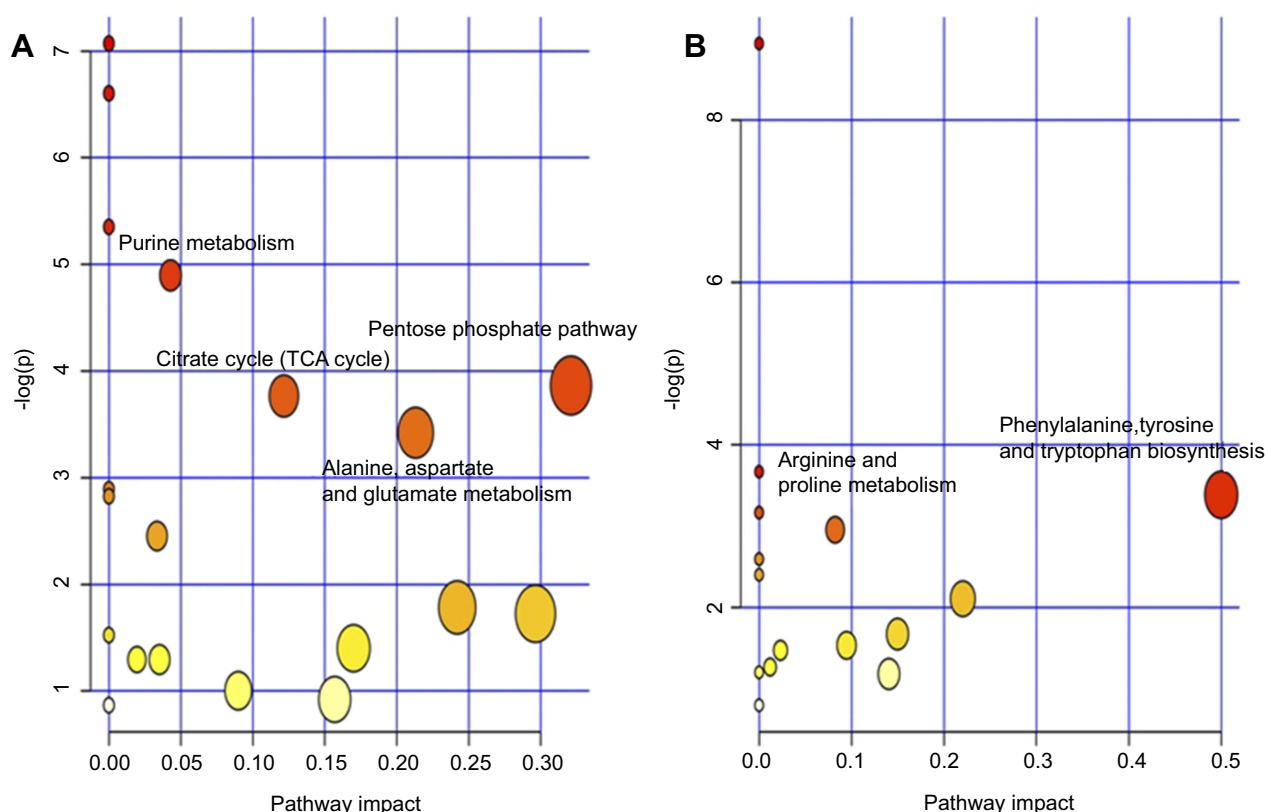 A
7
6
5
4
3
2
1
-log(p)
Purine metabolism
Pentose phosphate pathway
Citrate cycle (TCA cycle)
Alanine, aspartate
and glutamate metabolism
0.00 0.05 0.10 0.15 0.20 0.25 0.30
Pathway impact
B
8
6
4
2
-log(p)
Phenylalanine,tyrosine
and tryptophan biosynthesis
Arginine and
proline metabolism
0.0 0.1 0.2 0.3 0.4 0.5
Pathway impact